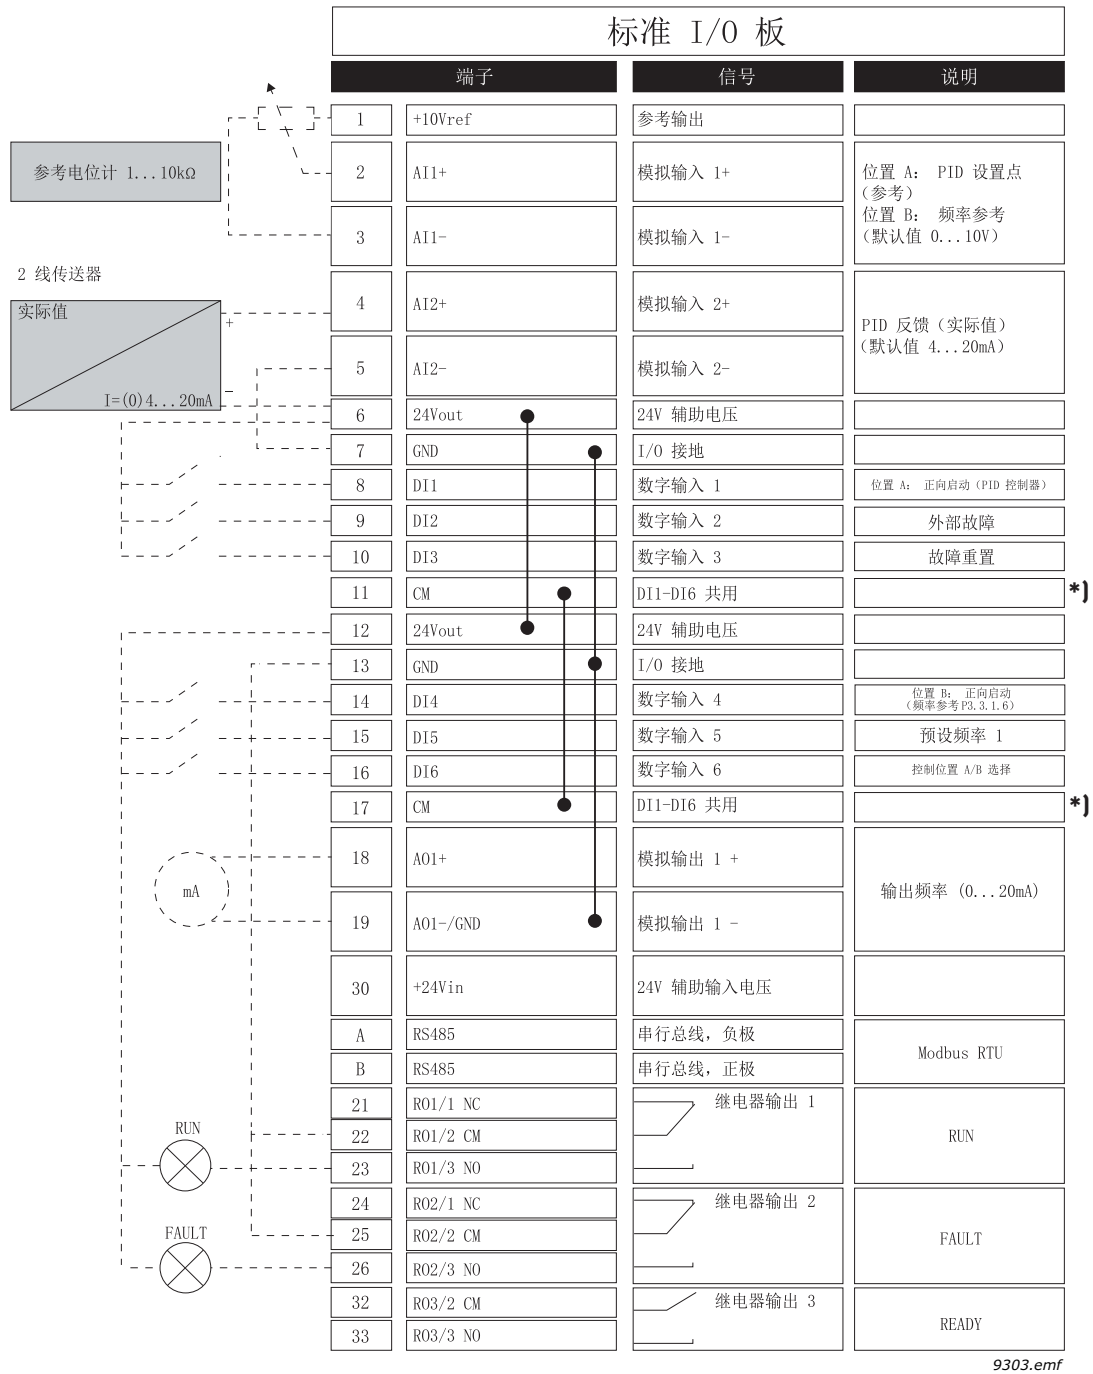 标准 I/O 板
端子 信号 说明
1 +10Vref 参考输出
参考电位计 1...10kΩ
2 AI1+ 模拟输入 1+
3 AI1- 模拟输入 1-
位置 A： PID 设置点
（参考）
位置 B： 频率参考
（默认值 0...10V）
2 线传送器
实际值
+
-
I=(0)4...20mA
4 AI2+ 模拟输入 2+
5 AI2- 模拟输入 2-
PID 反馈（实际值）
（默认值 4...20mA）
6 24Vout 24V 辅助电压
7 GND I/O 接地
8 DI1 数字输入 1 位置 A： 正向启动（PID 控制器）
9 DI2 数字输入 2 外部故障
10 DI3 数字输入 3 故障重置
11 CM DI1-DI6 共用 *)
12 24Vout 24V 辅助电压
13 GND I/O 接地
14 DI4 数字输入 4 位置 B： 正向启动
（频率参考P3.3.1.6）
15 DI5 数字输入 5 预设频率 1
16 DI6 数字输入 6 控制位置 A/B 选择
17 CM DI1-DI6 共用 *)
mA
18 AO1+ 模拟输出 1 +
19 AO1-/GND 模拟输出 1 -
输出频率 (0...20mA)
30 +24Vin 24V 辅助输入电压
A RS485 串行总线，负极
B RS485 串行总线，正极
Modbus RTU
21 RO1/1 NC 继电器输出 1
RUN
22 RO1/2 CM RUN
23 RO1/3 NO
24 RO2/1 NC 继电器输出 2
FAULT
25 RO2/2 CM FAULT
26 RO2/3 NO
32 RO3/2 CM 继电器输出 3
READY
33 RO3/3 NO
9303.emf